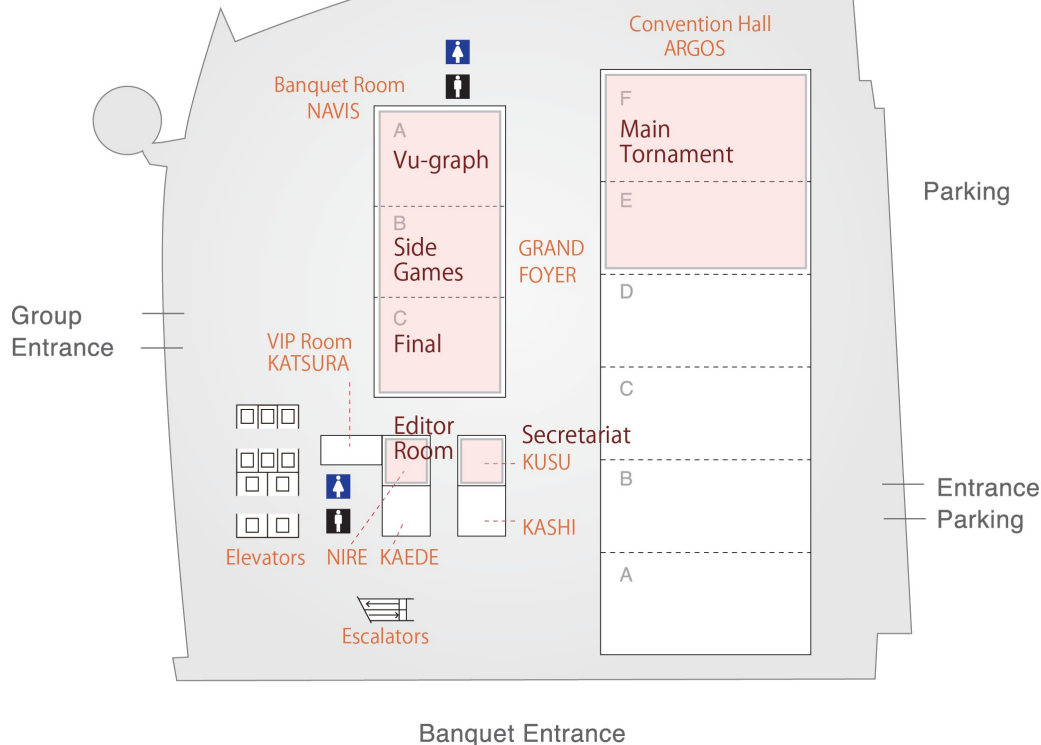 Convention Hall
ARGOS
Banquet Room
NAVIS
A
Vu-graph
B
Side
Games
C
Final
GRAND
FOYER
F
Main
Tornament
E
D
C
B
A
Parking
Group
Entrance
VIP Room
KATSURA
Editor
Room
Secretariat
KUSU
KASHI
Entrance
Parking
Elevators
NIRE
KAEDE
Escalators
Banquet Entrance